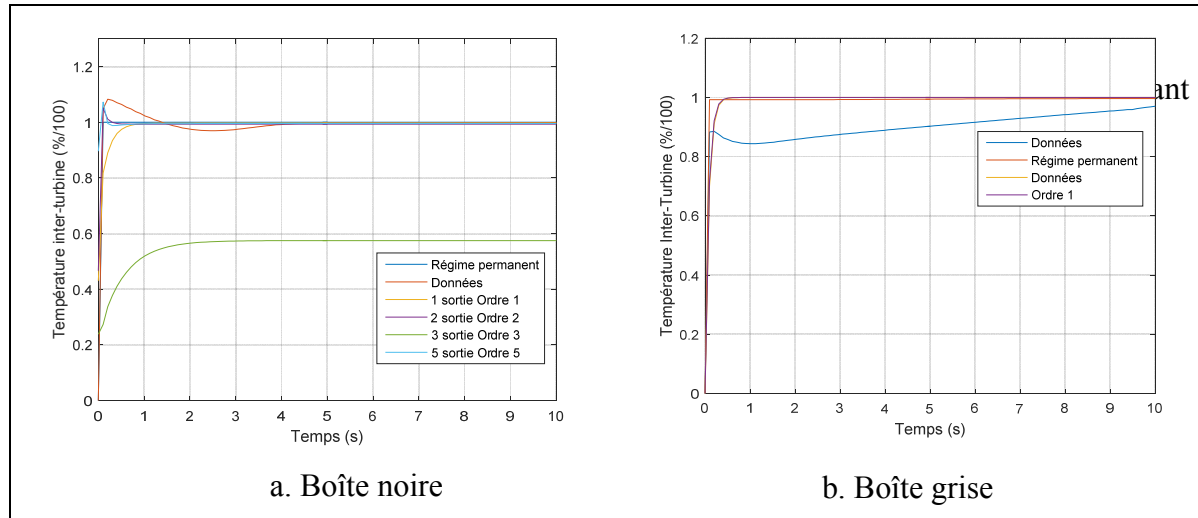 Température inter-turbine (%/100)
1.2
1
0.8
0.6
0.4
0.2
0
0 1 2 3 4 5 6 7 8 9 10
Temps (s)
Régime permanent
Données
1 sortie Ordre 1
2 sortie Ordre 2
3 sortie Ordre 3
5 sortie Ordre 5
a. Boîte noire
Température Inter-Turbine (%/100)
1.2
1
0.8
0.6
0.4
0.2
0
0 1 2 3 4 5 6 7 8 9 10
Temps (s)
Données
Régime permanent
Données
Ordre 1
ant
b. Boîte grise